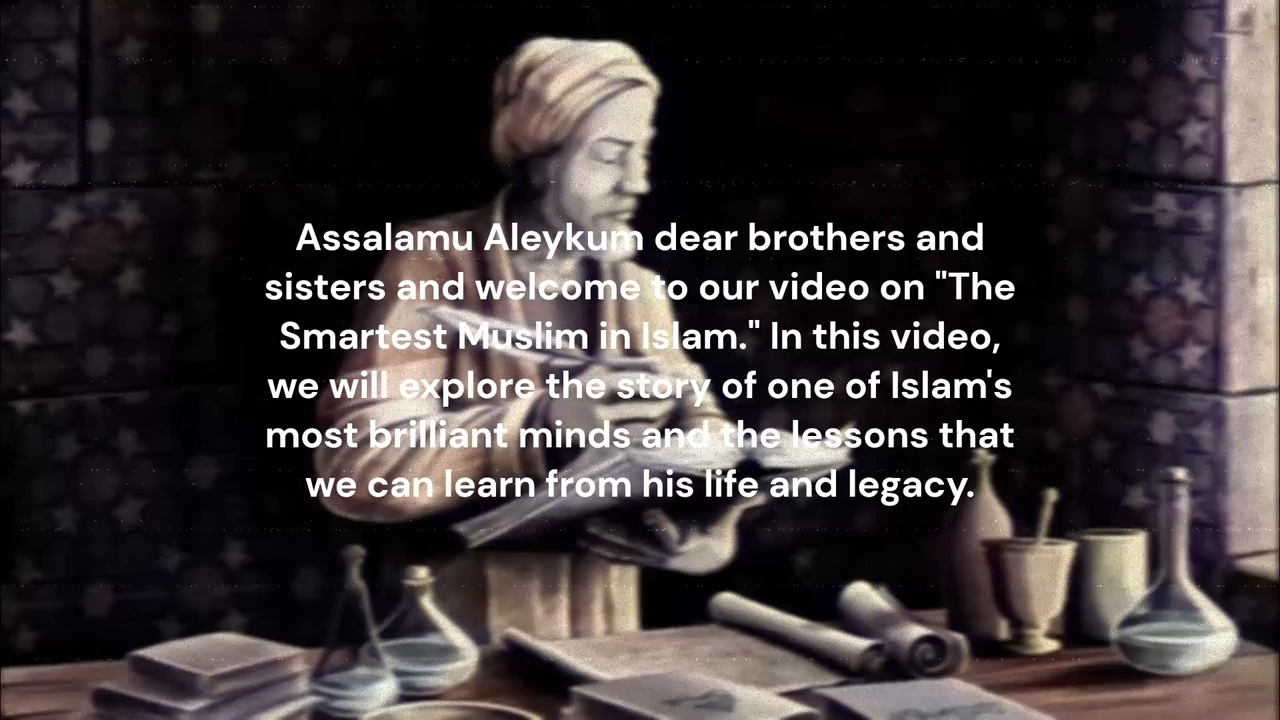 Assalamu Aleykum dear brothers and
sisters and welcome to our video on "The
Smartest Muslim in Islam." In this video,
we will explore the story of one of Islam's
most brilliant minds and the lessons that
we can learn from his life and legacy.